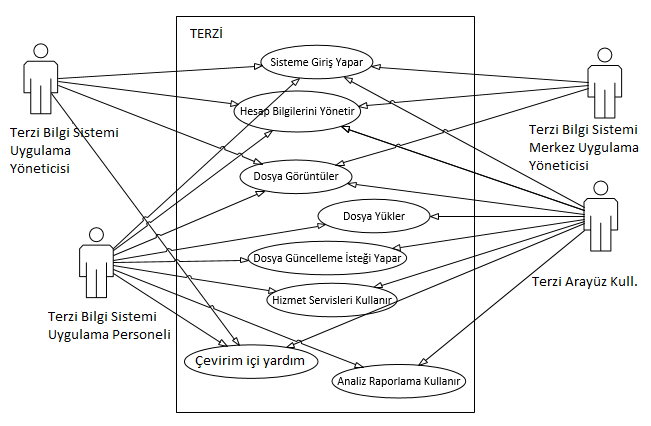 TERZİ
Sisteme Giriş Yapar
Hesap Bilgilerini Yönetir
Dosya Görüntüler
Dosya Yükler
Dosya Güncelleme İsteği Yapar
Hizmet Servisleri Kullanır
Çevirim içi yardım
Analiz Raporlama Kullanır
Terzi Bilgi Sistemi
Uygulama
Yöneticisi
Terzi Bilgi Sistemi
Uygulama Personeli
Terzi Bilgi Sistemi
Merkez Uygulama
Yöneticisi
Terzi Arayüz Kull.